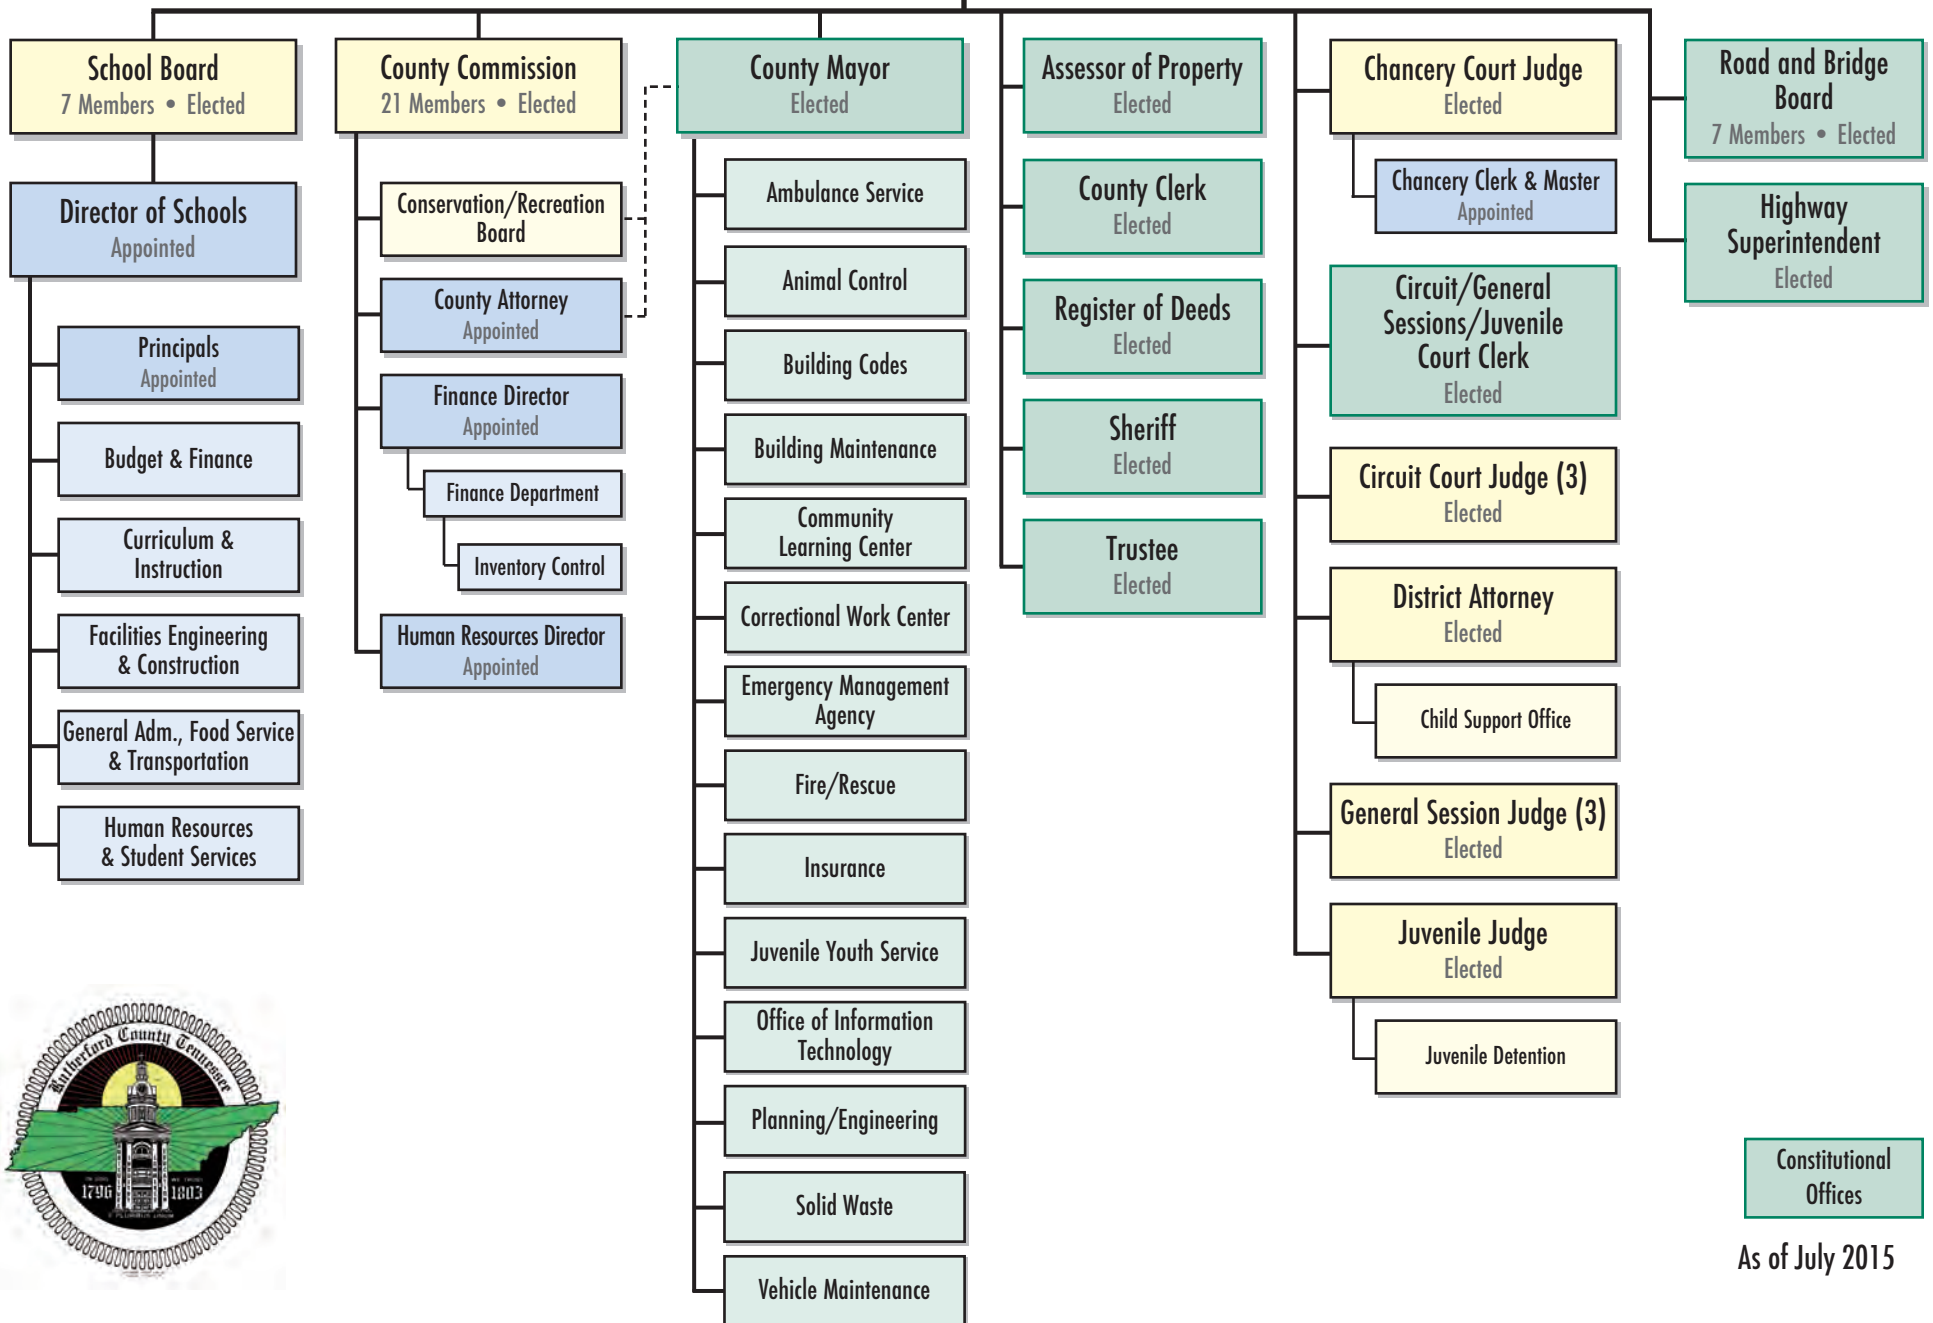 School Board
7 Members • Elected
Director of Schools
Appointed
Principals
Appointed
Budget & Finance
Curriculum &
Instruction
Facilities Engineering
& Construction
General Adm., Food Service
& Transportation
Human Resources
& Student Services
County Commission
21 Members • Elected
Conservation/Recreation
Board
County Attorney
Appointed
Finance Director
Appointed
Finance Department
Inventory Control
Human Resources Director
Appointed
County Mayor
Elected
Ambulance Service
Animal Control
Building Codes
Building Maintenance
Community
Learning Center
Correctional Work Center
Emergency Management
Agency
Fire/Rescue
Insurance
Juvenile Youth Service
Office of Information
Technology
Planning/Engineering
Solid Waste
Vehicle Maintenance
Assessor of Property
Elected
County Clerk
Elected
Register of Deeds
Elected
Sheriff
Elected
Trustee
Elected
Chancery Court Judge
Elected
Chancery Clerk & Master
Appointed
Circuit/General
Sessions/Juvenile
Court Clerk
Elected
Circuit Court Judge (3)
Elected
District Attorney
Elected
Child Support Office
General Session Judge (3)
Elected
Juvenile Judge
Elected
Juvenile Detention
Road and Bridge
Board
7 Members • Elected
Highway
Superintendent
Elected
Rutherford County Tennessee
1796
1803
Constitutional
Offices
As of July 2015